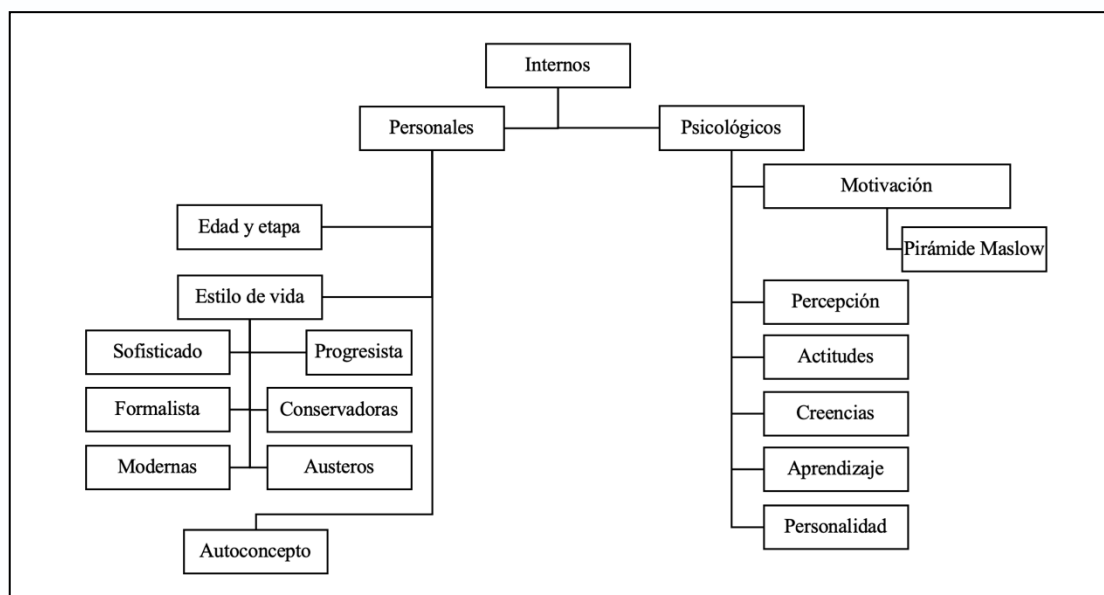 Internos
Personales
Psicológicos
Motivación
Edad y etapa
Pirámide Maslow
Estilo de vida
Percepción
Sofisticado
Progresista
Actitudes
Formalista
Conservadoras
Creencias
Modernas
Austeros
Aprendizaje
Personalidad
Autoconcepto